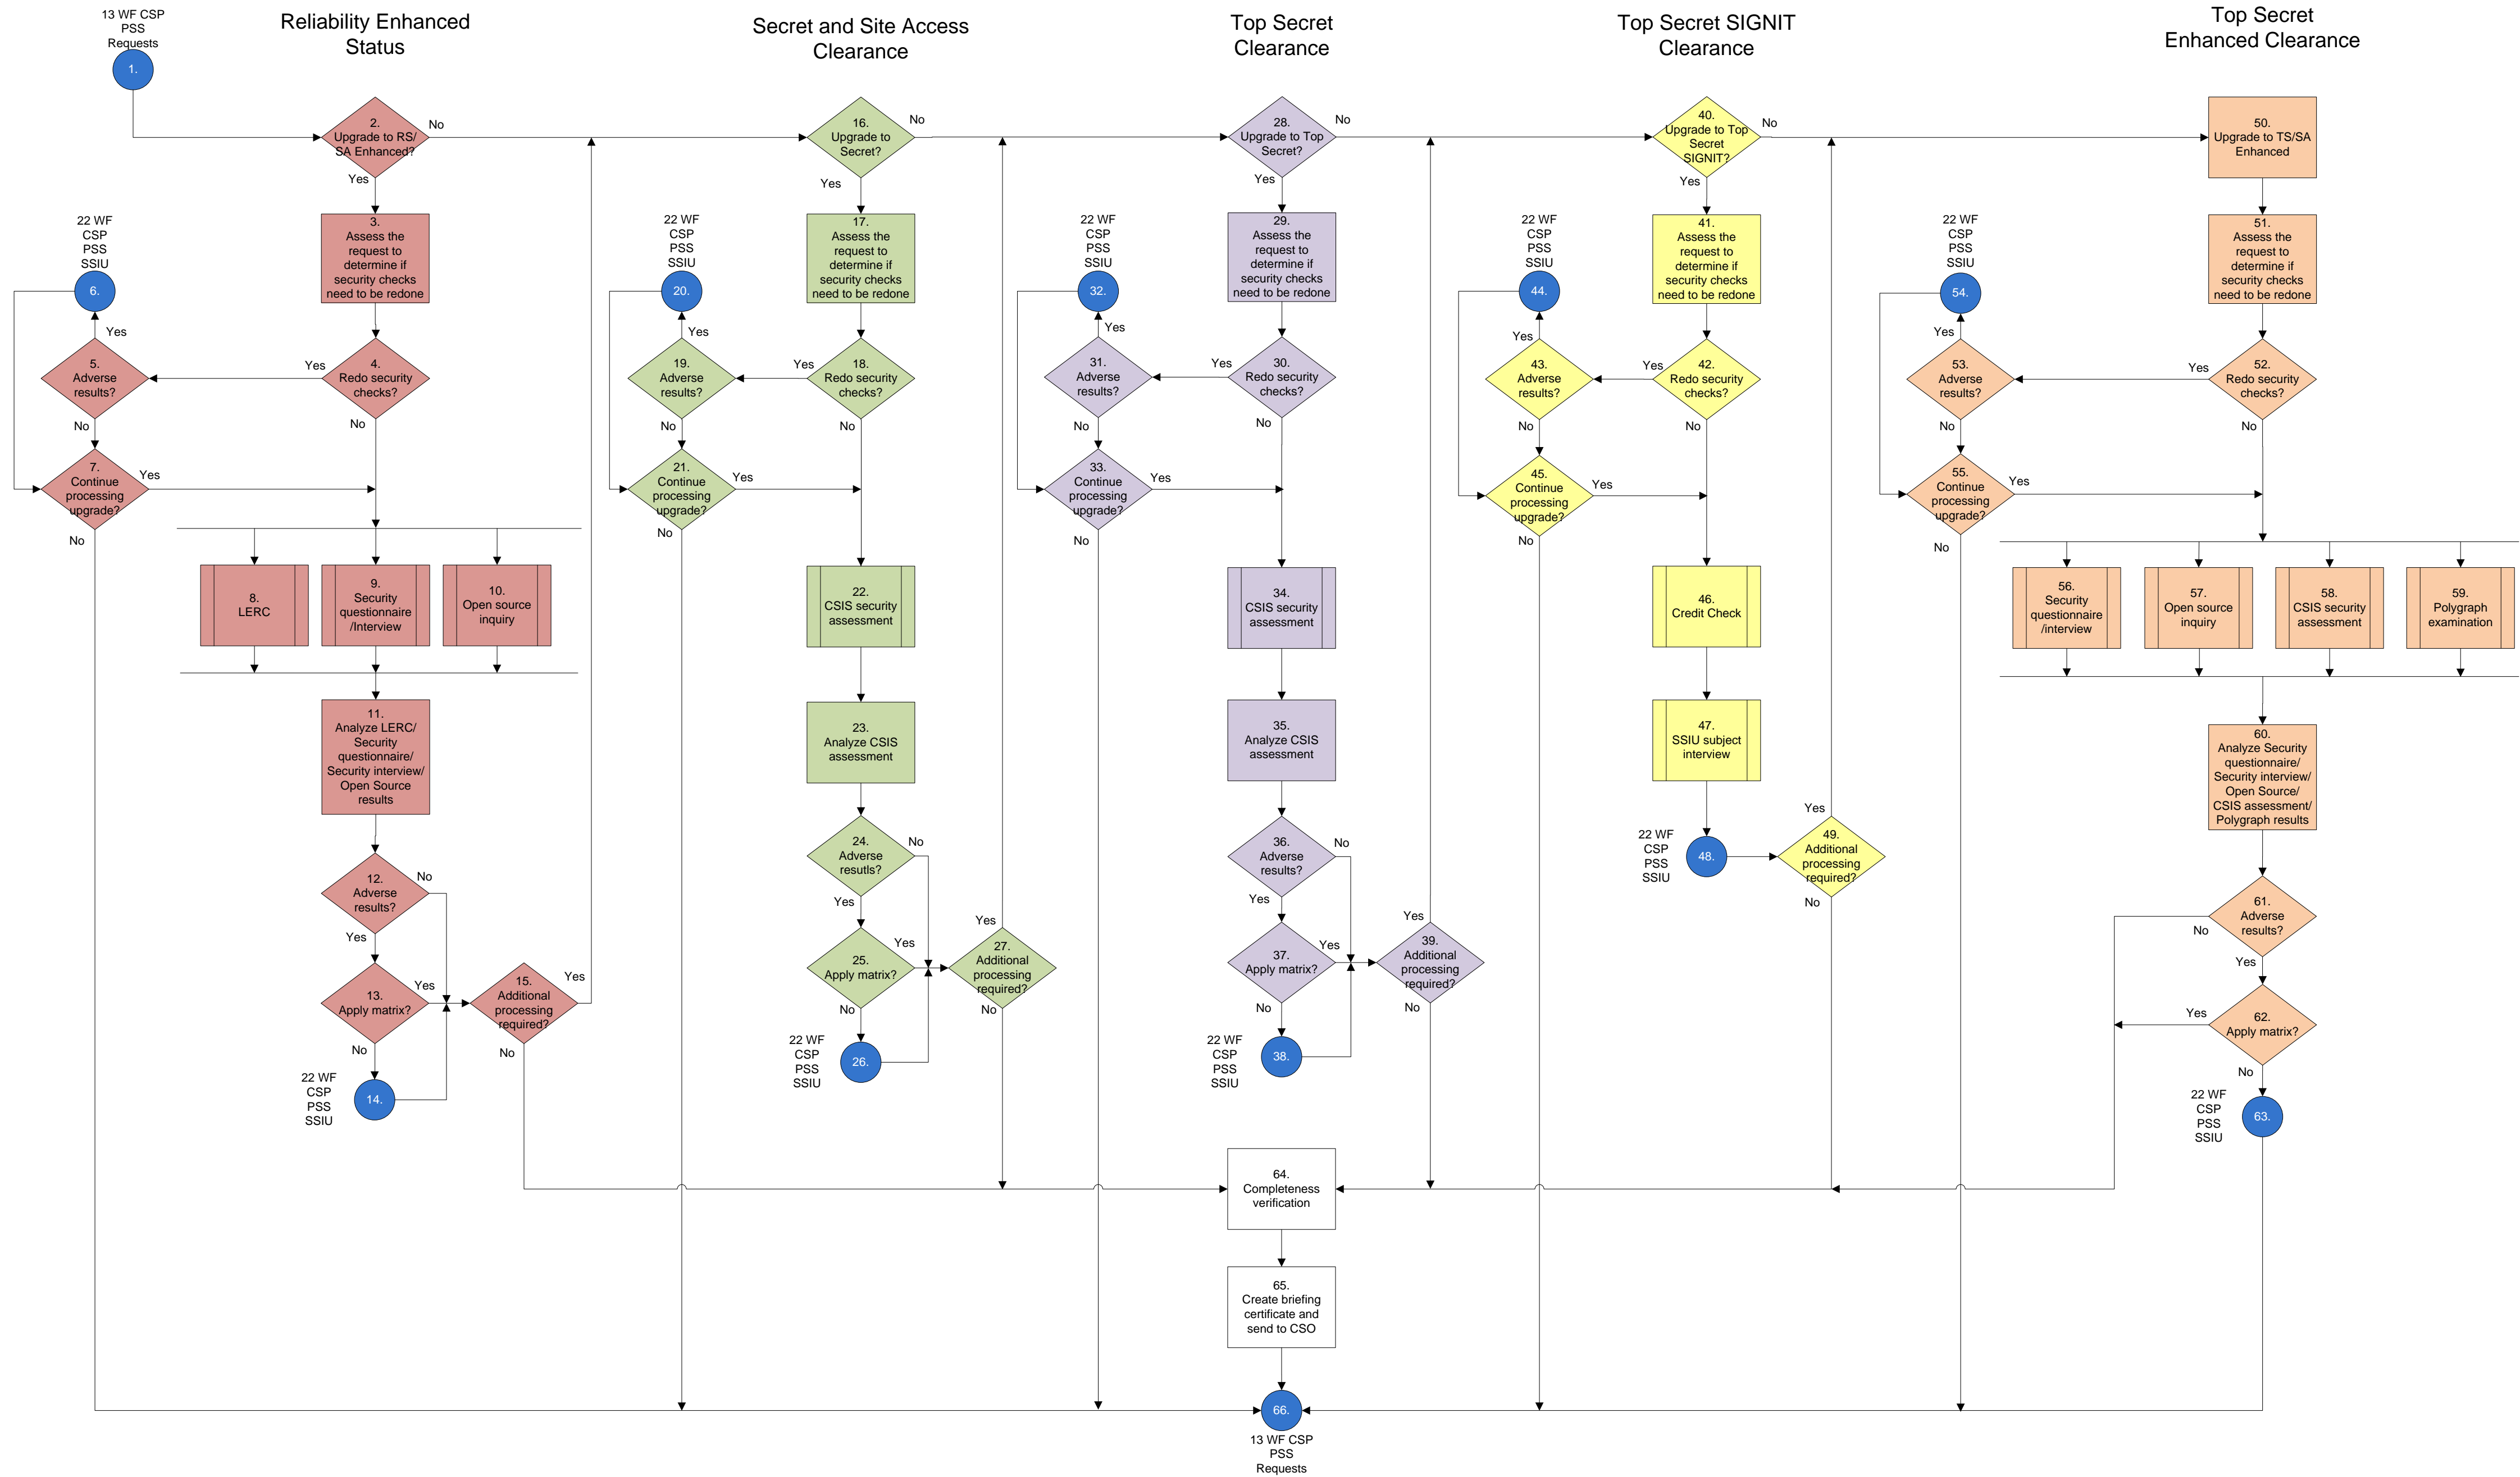 13 WF CSP
PSS
Requests
1.
Reliability Enhanced
Status
Secret and Site Access
Clearance
Top Secret
Clearance
Top Secret SIGNIT
Clearance
Top Secret
Enhanced Clearance
2.
Upgrade to RS/
SA Enhanced?
No
Yes
3.
Assess the
request to
determine if
security checks
need to be redone
4.
Redo security
checks?
Yes
No
5.
Adverse
results?
Yes
No
22 WF
CSP
PSS
SSIU
6.
7.
Continue
processing
upgrade?
Yes
No
8.
LERC
9.
Security
questionnaire
/Interview
10.
Open source
inquiry
11.
Analyze LERC/
Security
questionnaire/
Security interview/
Open Source
results
12.
Adverse
results?
No
Yes
13.
Apply matrix?
Yes
No
22 WF
CSP
PSS
SSIU
14.
15.
Additional
processing
required?
Yes
No
16.
Upgrade to
Secret?
No
Yes
17.
Assess the
request to
determine if
security checks
need to be redone
18.
Redo security
checks?
Yes
No
19.
Adverse
results?
Yes
No
22 WF
CSP
PSS
SSIU
20.
21.
Continue
processing
upgrade?
Yes
No
22.
CSIS security
assessment
23.
Analyze CSIS
assessment
24.
Adverse
resutls?
No
Yes
25.
Apply matrix?
Yes
No
22 WF
CSP
PSS
SSIU
26.
27.
Additional
processing
required?
Yes
No
28.
Upgrade to Top
Secret?
No
Yes
29.
Assess the
request to
determine if
security checks
need to be redone
30.
Redo security
checks?
Yes
No
31.
Adverse
results?
Yes
No
22 WF
CSP
PSS
SSIU
32.
33.
Continue
processing
upgrade?
Yes
No
34.
CSIS security
assessment
35.
Analyze CSIS
assessment
36.
Adverse
results?
No
Yes
37.
Apply matrix?
Yes
No
22 WF
CSP
PSS
SSIU
38.
39.
Additional
processing
required?
Yes
No
40.
Upgrade to Top
Secret
SIGNIT?
No
Yes
41.
Assess the
request to
determine if
security checks
need to be redone
42.
Redo security
checks?
Yes
No
43.
Adverse
results?
Yes
No
22 WF
CSP
PSS
SSIU
44.
45.
Continue
processing
upgrade?
Yes
No
46.
Credit Check
47.
SSIU subject
interview
22 WF
CSP
PSS
SSIU
48.
49.
Additional
processing
required?
Yes
No
50.
Upgrade to TS/SA
Enhanced
51.
Assess the
request to
determine if
security checks
need to be redone
52.
Redo security
checks?
Yes
No
53.
Adverse
results?
Yes
No
22 WF
CSP
PSS
SSIU
54.
55.
Continue
processing
upgrade?
Yes
No
56.
Security
questionnaire
/interview
57.
Open source
inquiry
58.
CSIS security
assessment
59.
Polygraph
examination
60.
Analyze Security
questionnaire/
Security interview/
Open Source/
CSIS assessment/
Polygraph results
61.
Adverse
results?
No
Yes
62.
Apply matrix?
Yes
No
22 WF
CSP
PSS
SSIU
63.
64.
Completeness
verification
65.
Create briefing
certificate and
send to CSO
66.
13 WF CSP
PSS
Requests